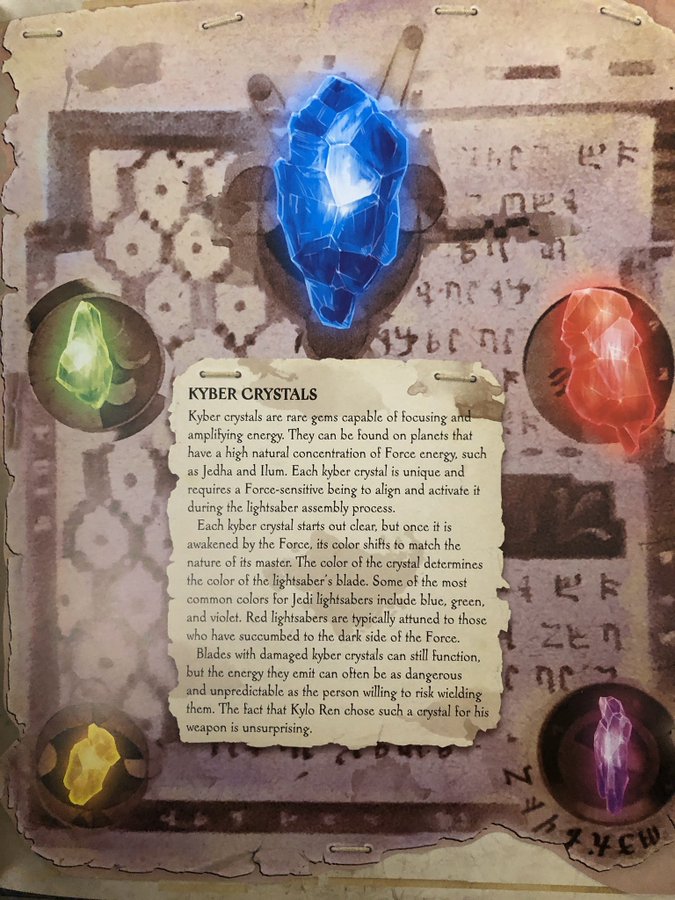 KYBER CRYSTALS
Kyber crystals are rare gems capable of focusing and
amplifying energy. They can be found on planets that
have a high natural concentration of Force energy, such
as Jedha and Ilum. Each kyber crystal is unique and
requires a Force-sensitive being to align and activate it
during the lightsaber assembly process.
Each kyber crystal starts out clear, but once it is
awakened by the Force, its color shifts to match the
nature of its master. The color of the crystal determines
the color of the lightsaber's blade. Some of the most
common colors for Jedi lightsabers include blue, green,
and violet. Red lightsabers are typically attuned to those
who have succumbed to the dark side of the Force.
Blades with damaged kyber crystals can still function,
but the energy they emit can often be as dangerous
and unpredictable as the person willing to risk wielding
them. The fact that Kylo Ren chose such a crystal for his
weapon is unsurprising.